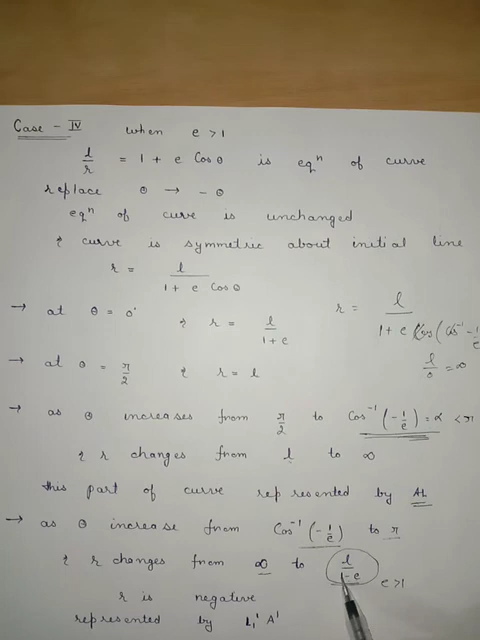 Case - IV when e > 1
l/r = 1 + e Cos θ is eqⁿ of curve
replace θ → - θ
eqⁿ of curve is unchanged
& curve is symmetric about initial line
r = l / (1 + e Cos θ)
→ at θ = 0° & r = l / (1 + e) r = l / (1 + e Cos(Cos⁻¹ - 1/e
→ at θ = π/2 & r = l l/0 = ∞
→ as θ increases from π/2 to Cos⁻¹(-1/e) = α < π
& r changes from l to ∞
this part of curve represented by AL
→ as θ increase from Cos⁻¹(-1/e) to π
& r changes from ∞ to l/(1-e) e > 1
r is negative
represented by L₁' A'